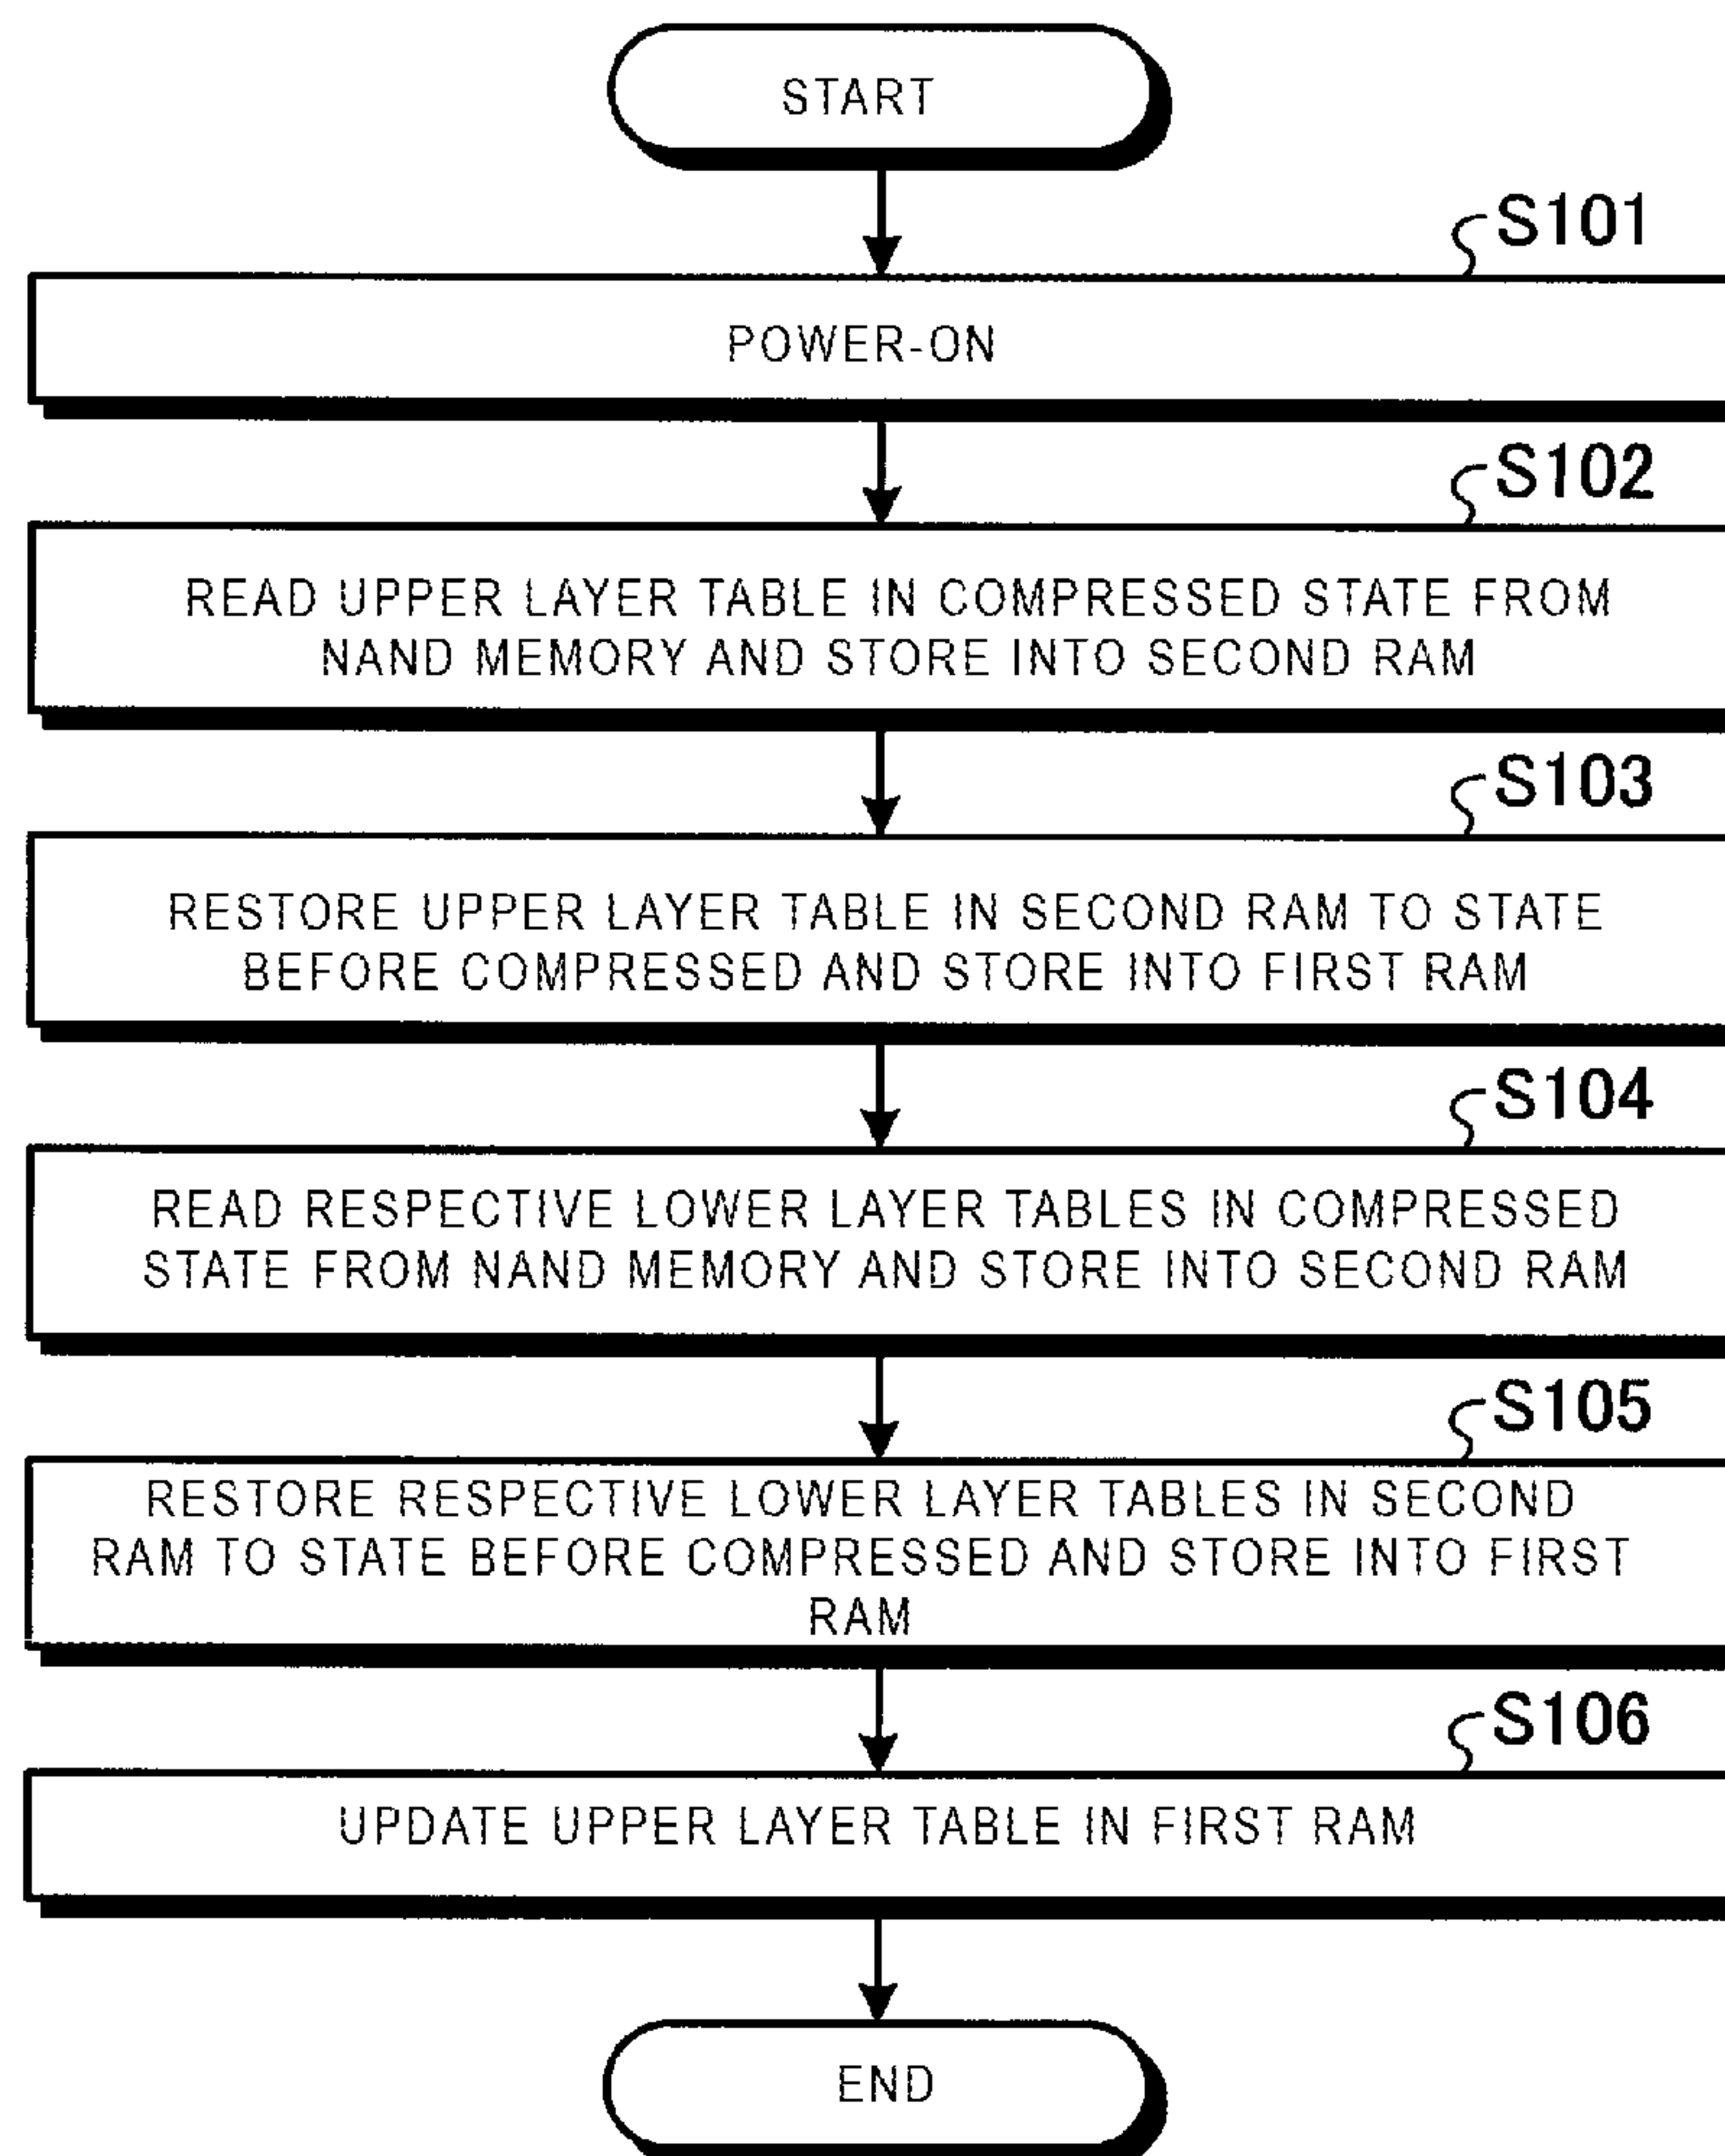 START
S101
POWER-ON
S102
READ UPPER LAYER TABLE IN COMPRESSED STATE FROM
NAND MEMORY AND STORE INTO SECOND RAM
S103
RESTORE UPPER LAYER TABLE IN SECOND RAM TO STATE
BEFORE COMPRESSED AND STORE INTO FIRST RAM
S104
READ RESPECTIVE LOWER LAYER TABLES IN COMPRESSED
STATE FROM NAND MEMORY AND STORE INTO SECOND RAM
S105
RESTORE RESPECTIVE LOWER LAYER TABLES IN SECOND
RAM TO STATE BEFORE COMPRESSED AND STORE INTO FIRST
RAM
S106
UPDATE UPPER LAYER TABLE IN FIRST RAM
END